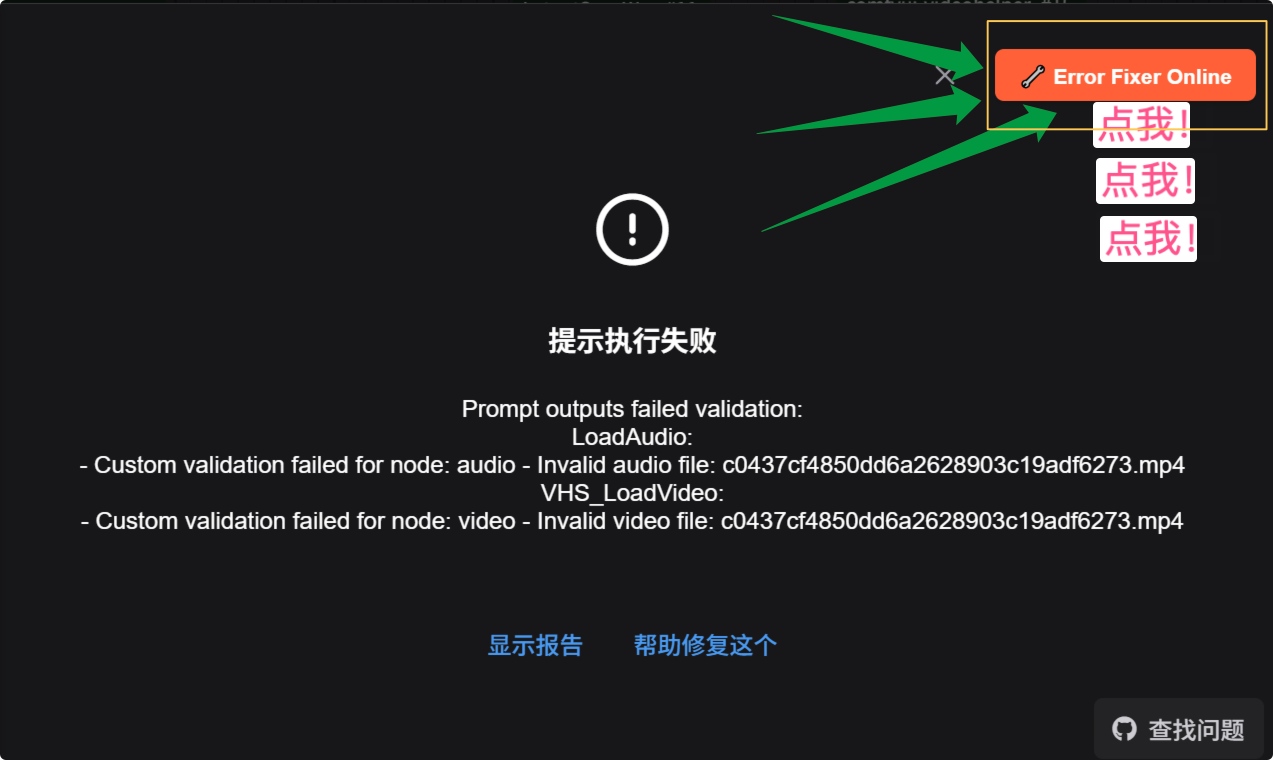 Error Fixer Online
点我!
点我!
点我!
提示执行失败
Prompt outputs failed validation:
LoadAudio:
- Custom validation failed for node: audio - Invalid audio file: c0437cf4850dd6a2628903c19adf6273.mp4
VHS_LoadVideo:
- Custom validation failed for node: video - Invalid video file: c0437cf4850dd6a2628903c19adf6273.mp4
显示报告 帮助修复这个
查找问题